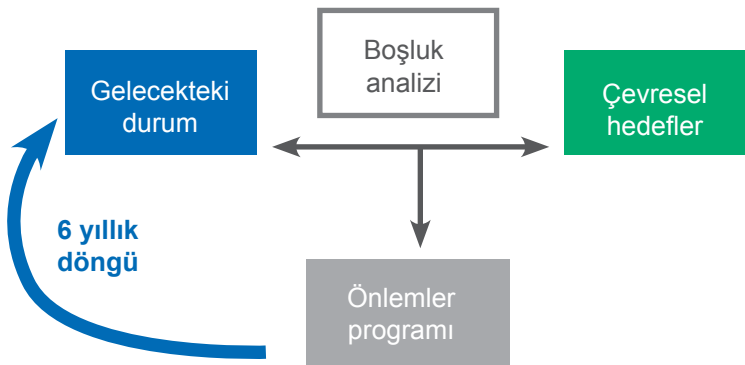 Boşluk
analizi
Gelecekteki
durum
Çevresel
hedefler
6 yıllık
döngü
Önlemler
programı